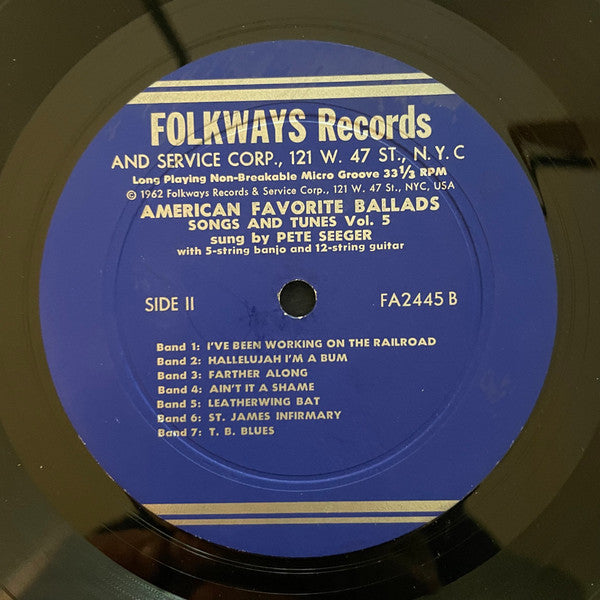 FOLKWAYS Records
AND SERVICE CORP., 121 W. 47 ST., N.Y.C
Long Playing Non-Breakable Micro Groove 33 1/3 RPM
© 1962 Folkways Records & Service Corp., 121 W. 47 St., NYC, USA
AMERICAN FAVORITE BALLADS
SONGS AND TUNES Vol. 5
sung by PETE SEEGER
with 5-string banjo and 12-string guitar
SIDE II FA2445 B
Band 1: I'VE BEEN WORKING ON THE RAILROAD
Band 2: HALLELUJAH I'M A BUM
Band 3: FARTHER ALONG
Band 4: AIN'T IT A SHAME
Band 5: LEATHERWING BAT
Band 6: ST. JAMES INFIRMARY
Band 7: T. B. BLUES